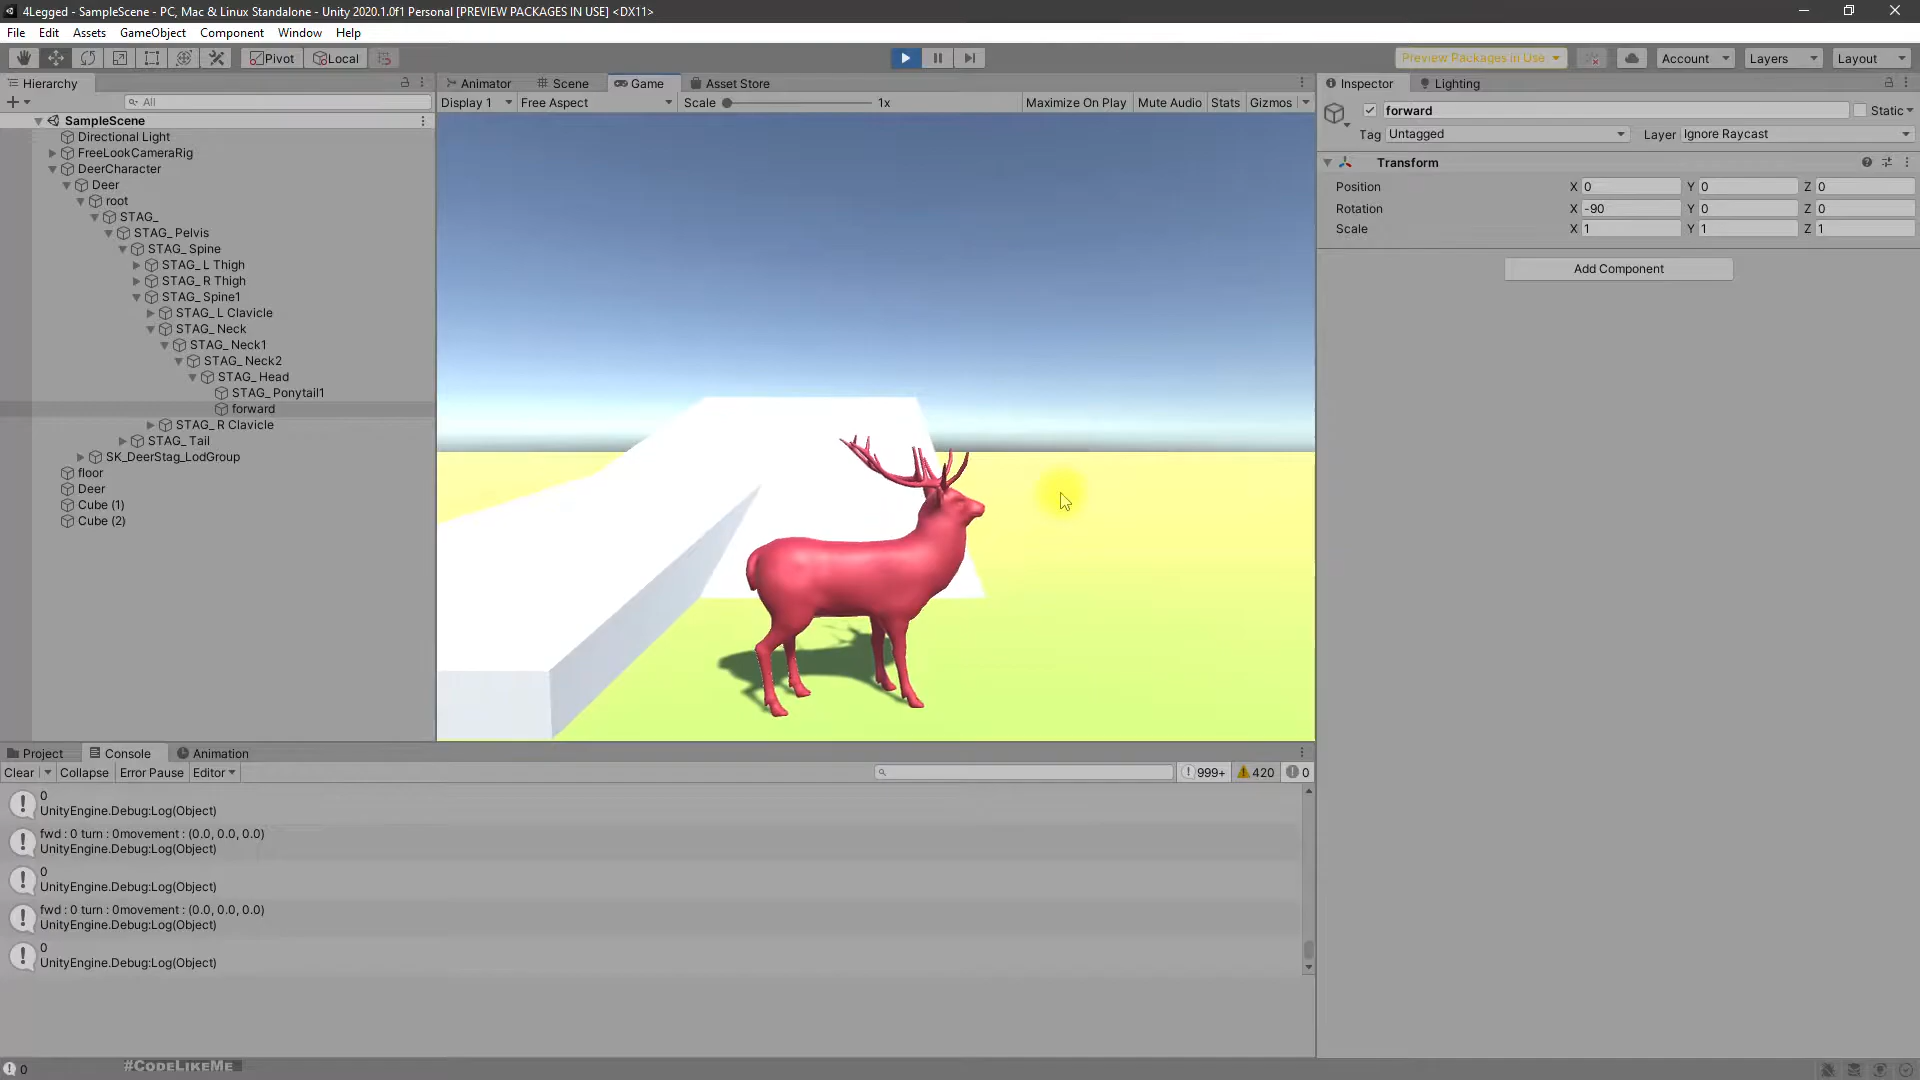 4Legged - SampleScene - PC, Mac & Linux Standalone - Unity 2020.1.0f1 Personal [PREVIEW PACKAGES IN USE] <DX11>
File Edit Assets GameObject Component Window Help
Pivot Local Preview Packages in Use Account Layers Layout
Hierarchy Animator Scene Game Asset Store Inspector Lighting
All Display 1 Free Aspect Scale 1x Maximize On Play Mute Audio Stats Gizmos
forward Static
Tag Untagged Layer Ignore Raycast
Transform
Position X 0 Y 0 Z 0
Rotation X -90 Y 0 Z 0
Scale X 1 Y 1 Z 1
Add Component
SampleScene
Directional Light
FreeLookCameraRig
DeerCharacter
Deer
root
STAG_
STAG_ Pelvis
STAG_ Spine
STAG_ L Thigh
STAG_ R Thigh
STAG_ Spine1
STAG_ L Clavicle
STAG_ Neck
STAG_ Neck1
STAG_ Neck2
STAG_ Head
STAG_ Ponytail1
forward
STAG_ R Clavicle
STAG_ Tail
SK_DeerStag_LodGroup
floor
Deer
Cube (1)
Cube (2)
Project Console Animation
Clear Collapse Error Pause Editor 999+ 420 0
0
UnityEngine.Debug:Log(Object)
fwd : 0 turn : 0movement : (0.0, 0.0, 0.0)
UnityEngine.Debug:Log(Object)
0
UnityEngine.Debug:Log(Object)
fwd : 0 turn : 0movement : (0.0, 0.0, 0.0)
UnityEngine.Debug:Log(Object)
0
UnityEngine.Debug:Log(Object)
0
#CodeLikeMe